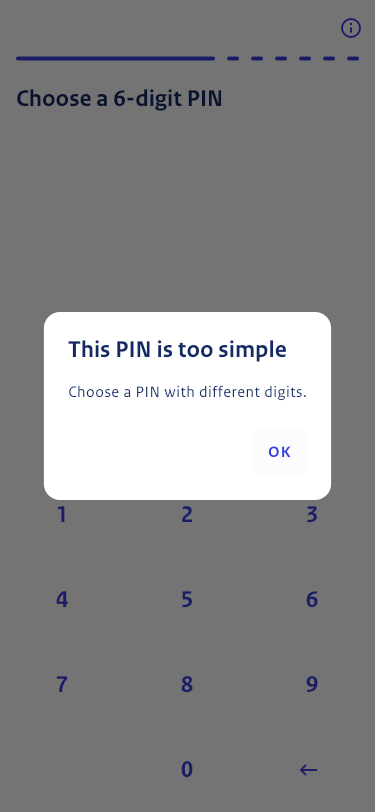 Choose a 6-digit PIN
This PIN is too simple
Choose a PIN with different digits.
OK
1 2 3
4 5 6
7 8 9
0